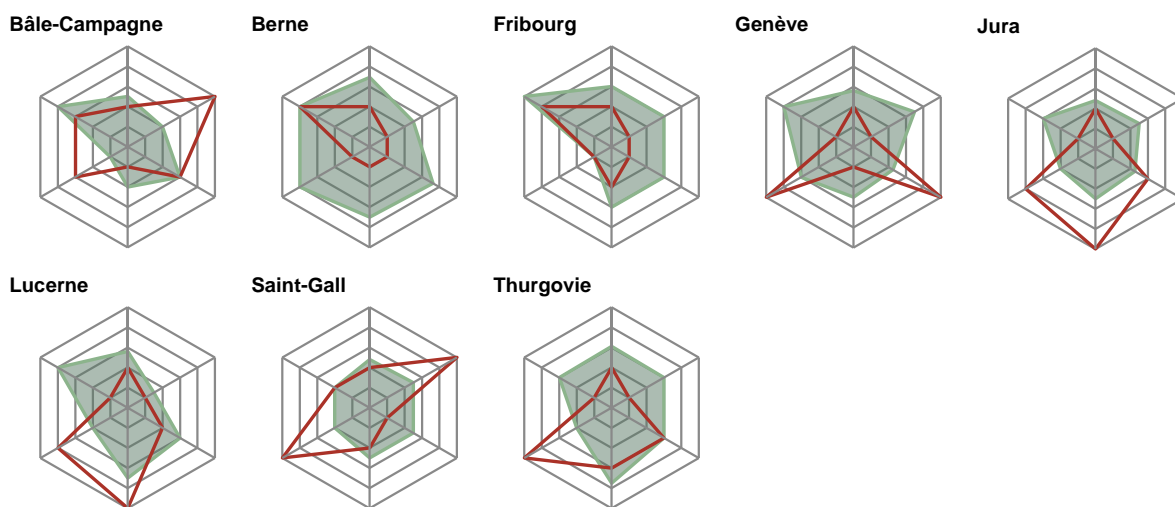 Bâle-Campagne
Berne
Fribourg
Genève
Jura
Lucerne
Saint-Gall
Thurgovie